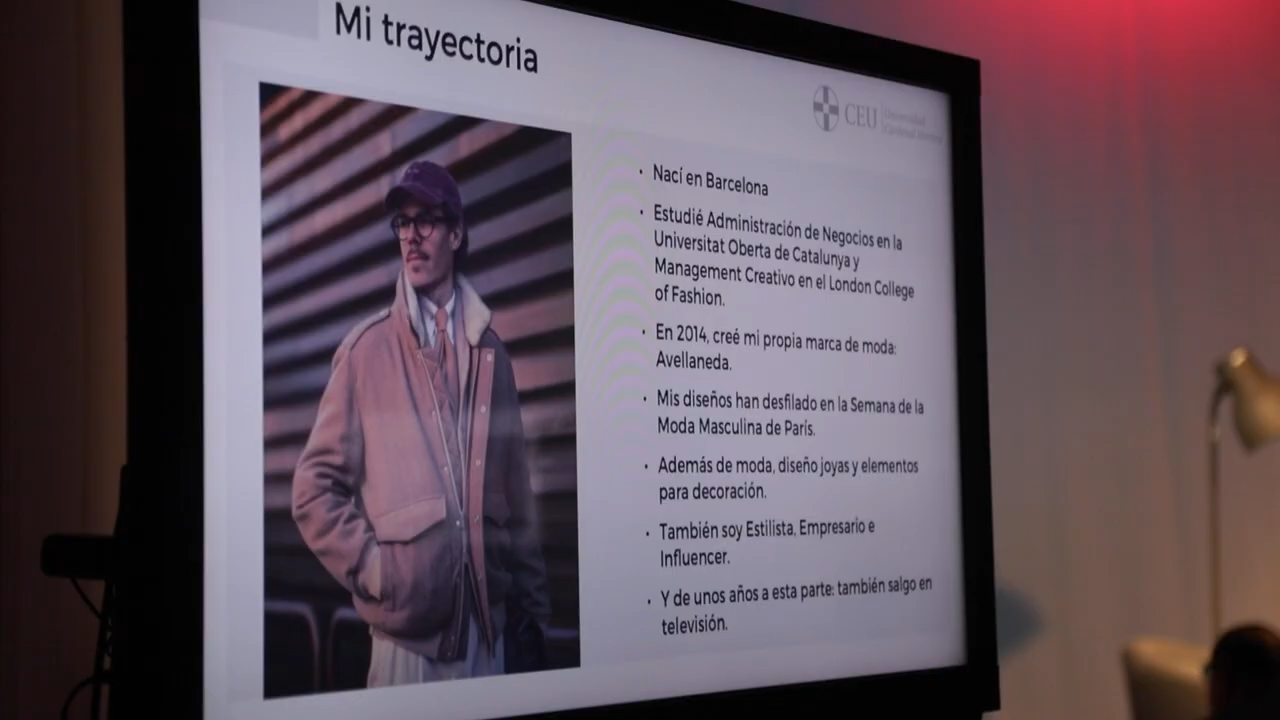 Mi trayectoria
CEU
Universidad
Cardenal Herrera
· Nací en Barcelona
· Estudié Administración de Negocios en la
Universitat Oberta de Catalunya y
Management Creativo en el London College
of Fashion.
· En 2014, creé mi propia marca de moda:
Avellaneda.
· Mis diseños han desfilado en la Semana de la
Moda Masculina de París.
· Además de moda, diseño joyas y elementos
para decoración.
· También soy Estilista, Empresario e
Influencer.
· Y de unos años a esta parte: también salgo en
televisión.